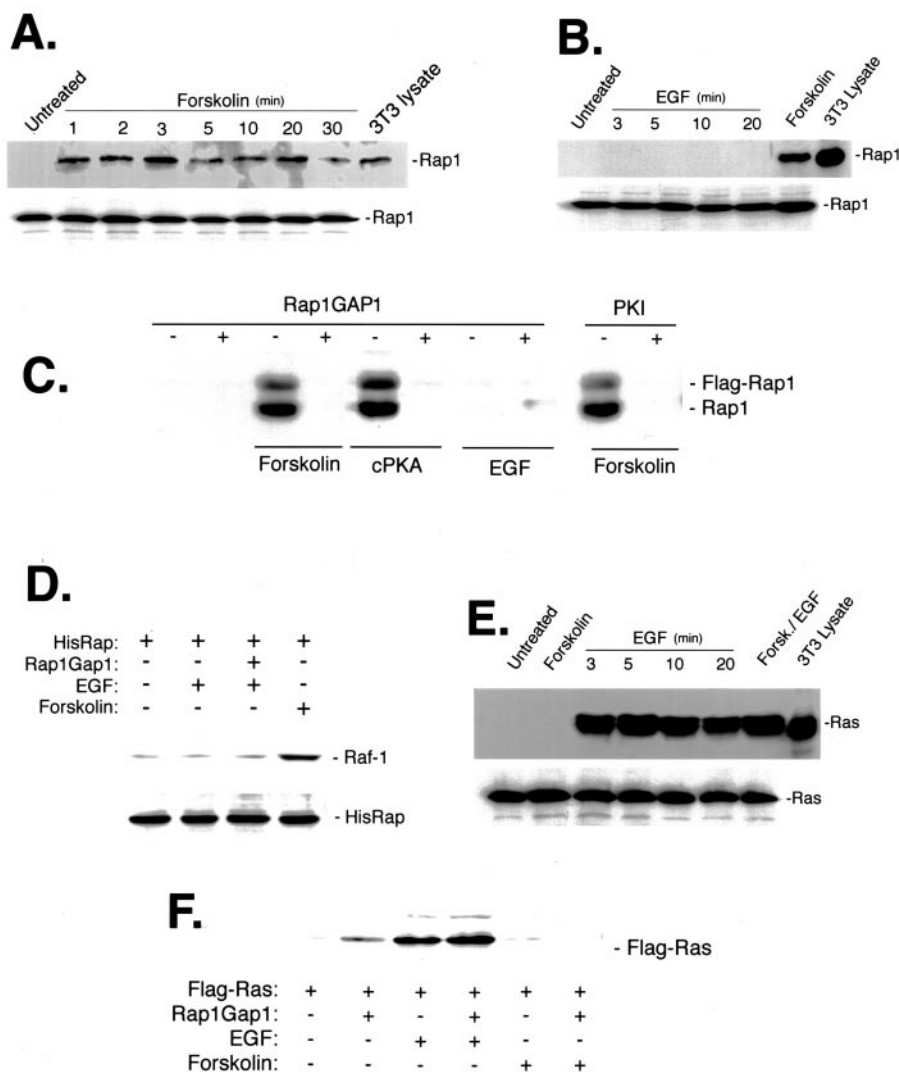 A.
Untreated
Forskolin (min)
3T3 lysate
1 2 3 5 10 20 30
-Rap1
-Rap1
B.
Untreated
EGF (min)
Forskolin
3T3 Lysate
3 5 10 20
-Rap1
-Rap1
C.
Rap1GAP1 PKI
- + - + - + - + - +
- Flag-Rap1
- Rap1
Forskolin cPKA EGF Forskolin
D.
HisRap: + + + +
Rap1Gap1: - - + -
EGF: - + + -
Forskolin: - - - +
- Raf-1
- HisRap
E.
Untreated
Forskolin
EGF (min)
Forsk./ EGF
3T3 Lysate
3 5 10 20
-Ras
-Ras
F.
- Flag-Ras
Flag-Ras: + + + + + +
Rap1Gap1: - + - + - +
EGF: - - + + - -
Forskolin: - - - - + +